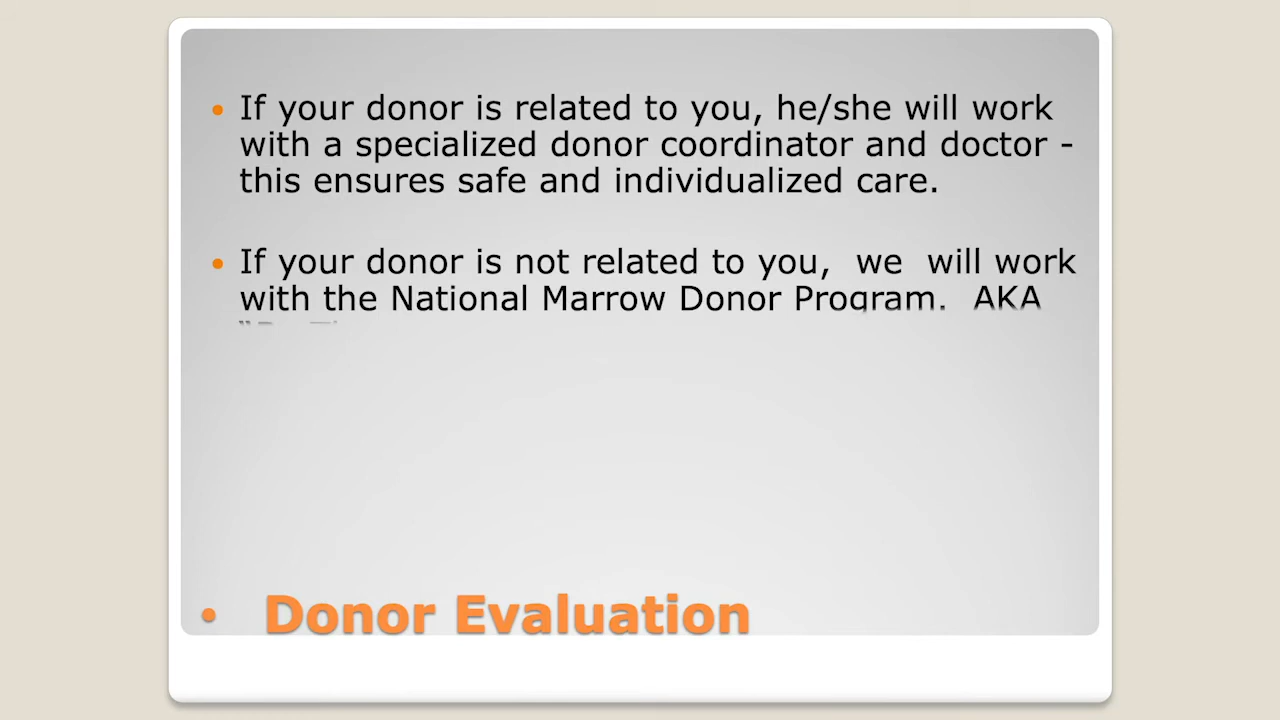 • If your donor is related to you, he/she will work
with a specialized donor coordinator and doctor -
this ensures safe and individualized care.
• If your donor is not related to you,  we  will work
with the National Marrow Donor Program.  AKA
• Donor Evaluation